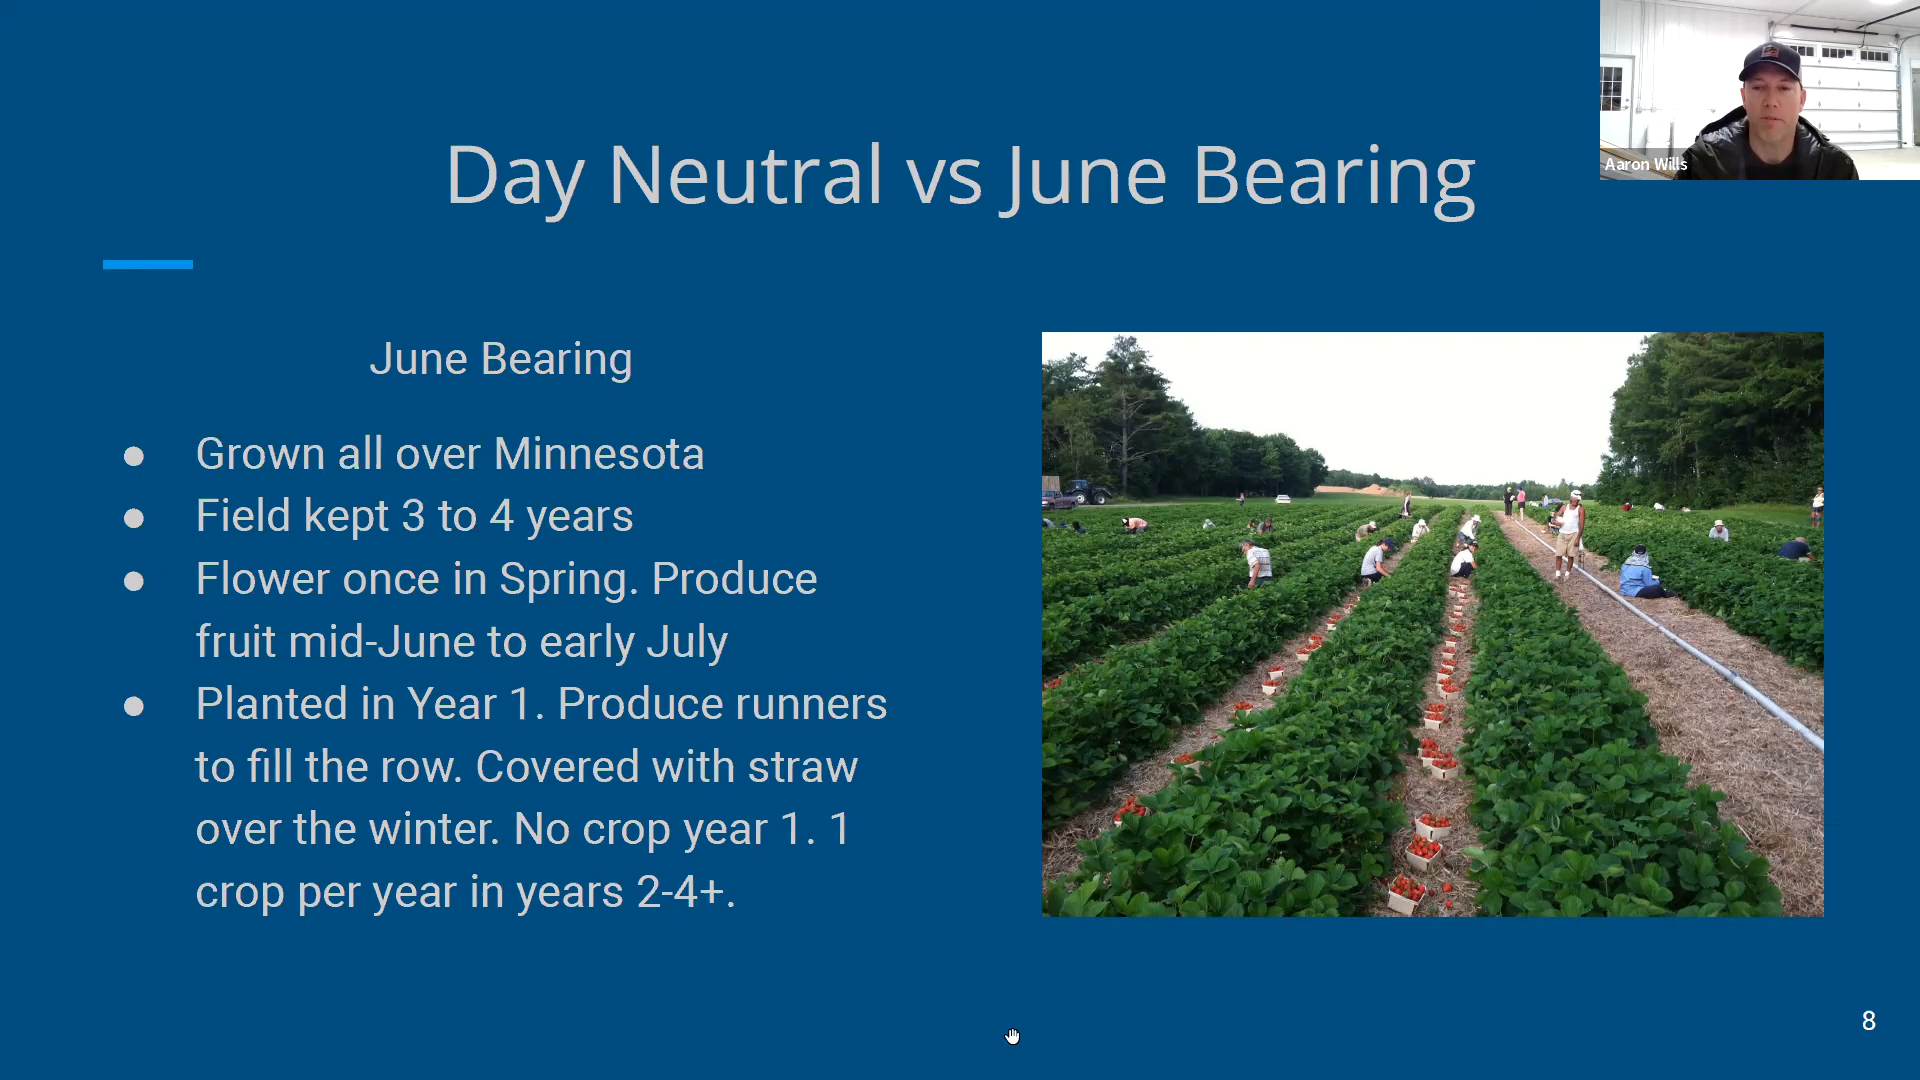 Aaron Wills
Day Neutral vs June Bearing
June Bearing
● Grown all over Minnesota
● Field kept 3 to 4 years
● Flower once in Spring. Produce
fruit mid-June to early July
● Planted in Year 1. Produce runners
to fill the row. Covered with straw
over the winter. No crop year 1. 1
crop per year in years 2-4+.
8